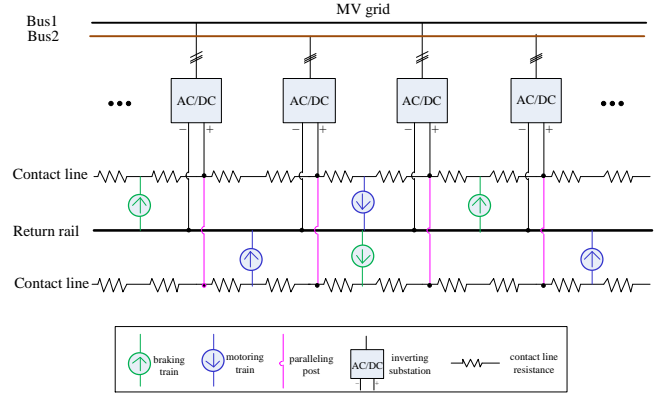 MV grid
Bus1
Bus2
AC/DC AC/DC AC/DC AC/DC
••• •••
− + − + − + − +
Contact line
Return rail
Contact line
braking
train
motoring
train
paralleling
post
AC/DC
− +
inverting
substation
contact line
resistance